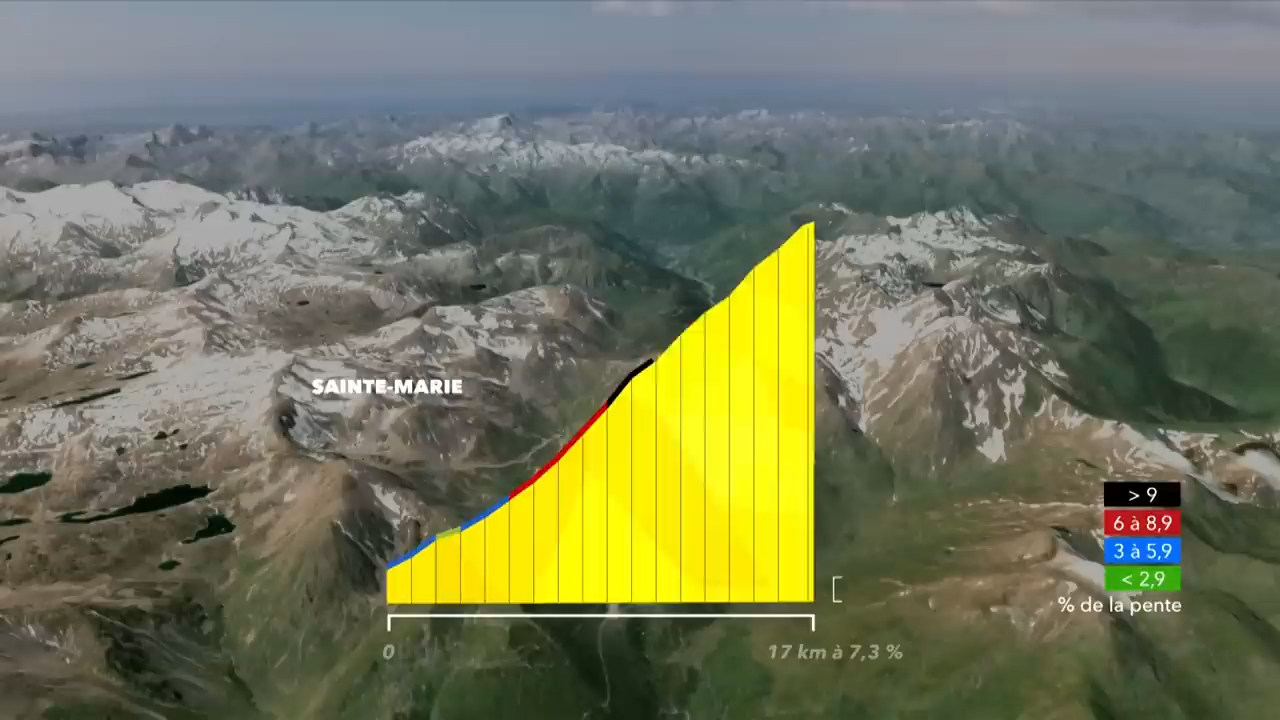 SAINTE-MARIE
> 9
6 à 8,9
3 à 5,9
< 2,9
% de la pente
0
17 km à 7,3 %